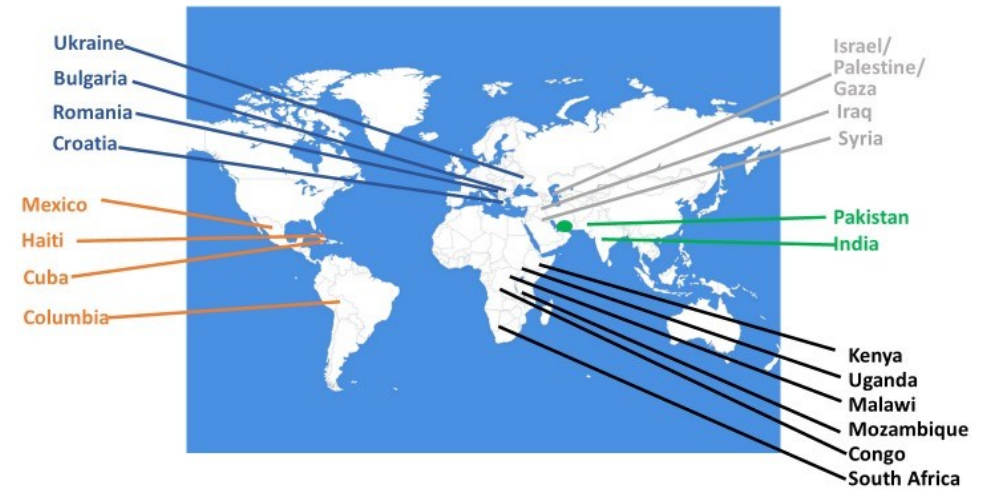 Ukraine
Bulgaria
Romania
Croatia
Mexico
Haiti
Cuba
Columbia
Israel/
Palestine/
Gaza
Iraq
Syria
Pakistan
India
Kenya
Uganda
Malawi
Mozambique
Congo
South Africa